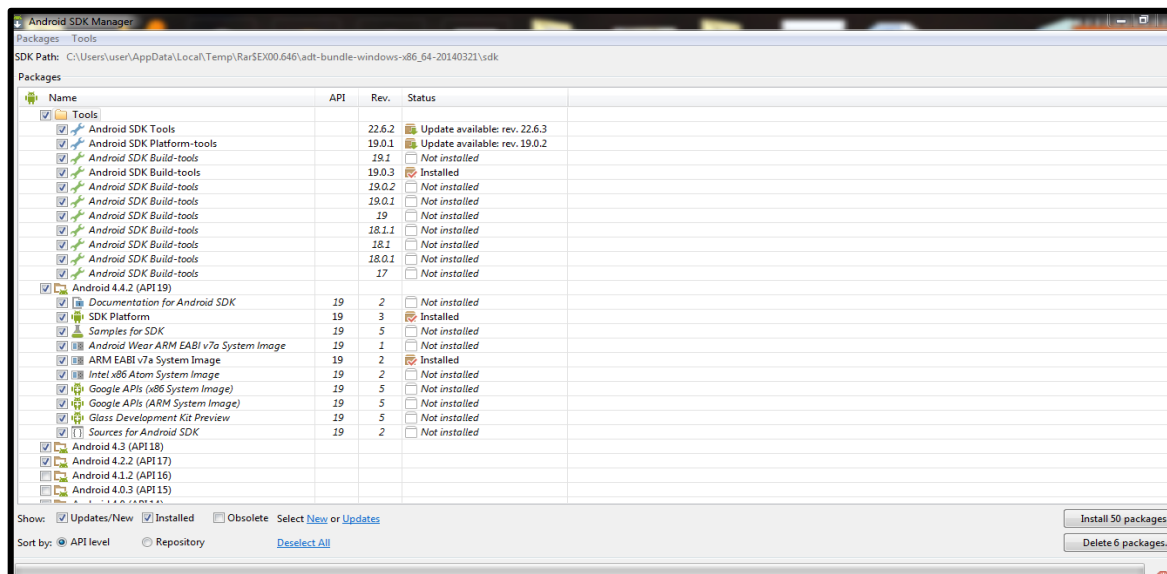 Android SDK Manager
Packages Tools
SDK Path: C:\Users\user\AppData\Local\Temp\Rar$EX00.646\adt-bundle-windows-x86_64-20140321\sdk
Packages
Name API Rev. Status
Tools
Android SDK Tools 22.6.2 Update available: rev. 22.6.3
Android SDK Platform-tools 19.0.1 Update available: rev. 19.0.2
Android SDK Build-tools 19.1 Not installed
Android SDK Build-tools 19.0.3 Installed
Android SDK Build-tools 19.0.2 Not installed
Android SDK Build-tools 19.0.1 Not installed
Android SDK Build-tools 19 Not installed
Android SDK Build-tools 18.1.1 Not installed
Android SDK Build-tools 18.1 Not installed
Android SDK Build-tools 18.0.1 Not installed
Android SDK Build-tools 17 Not installed
Android 4.4.2 (API 19)
Documentation for Android SDK 19 2 Not installed
SDK Platform 19 3 Installed
Samples for SDK 19 5 Not installed
Android Wear ARM EABI v7a System Image 19 1 Not installed
ARM EABI v7a System Image 19 2 Installed
Intel x86 Atom System Image 19 2 Not installed
Google APIs (x86 System Image) 19 5 Not installed
Google APIs (ARM System Image) 19 5 Not installed
Glass Development Kit Preview 19 5 Not installed
Sources for Android SDK 19 2 Not installed
Android 4.3 (API 18)
Android 4.2.2 (API 17)
Android 4.1.2 (API 16)
Android 4.0.3 (API 15)
Show: Updates/New Installed Obsolete Select New or Updates Install 50 packages
Sort by: API level Repository Deselect All Delete 6 packages.